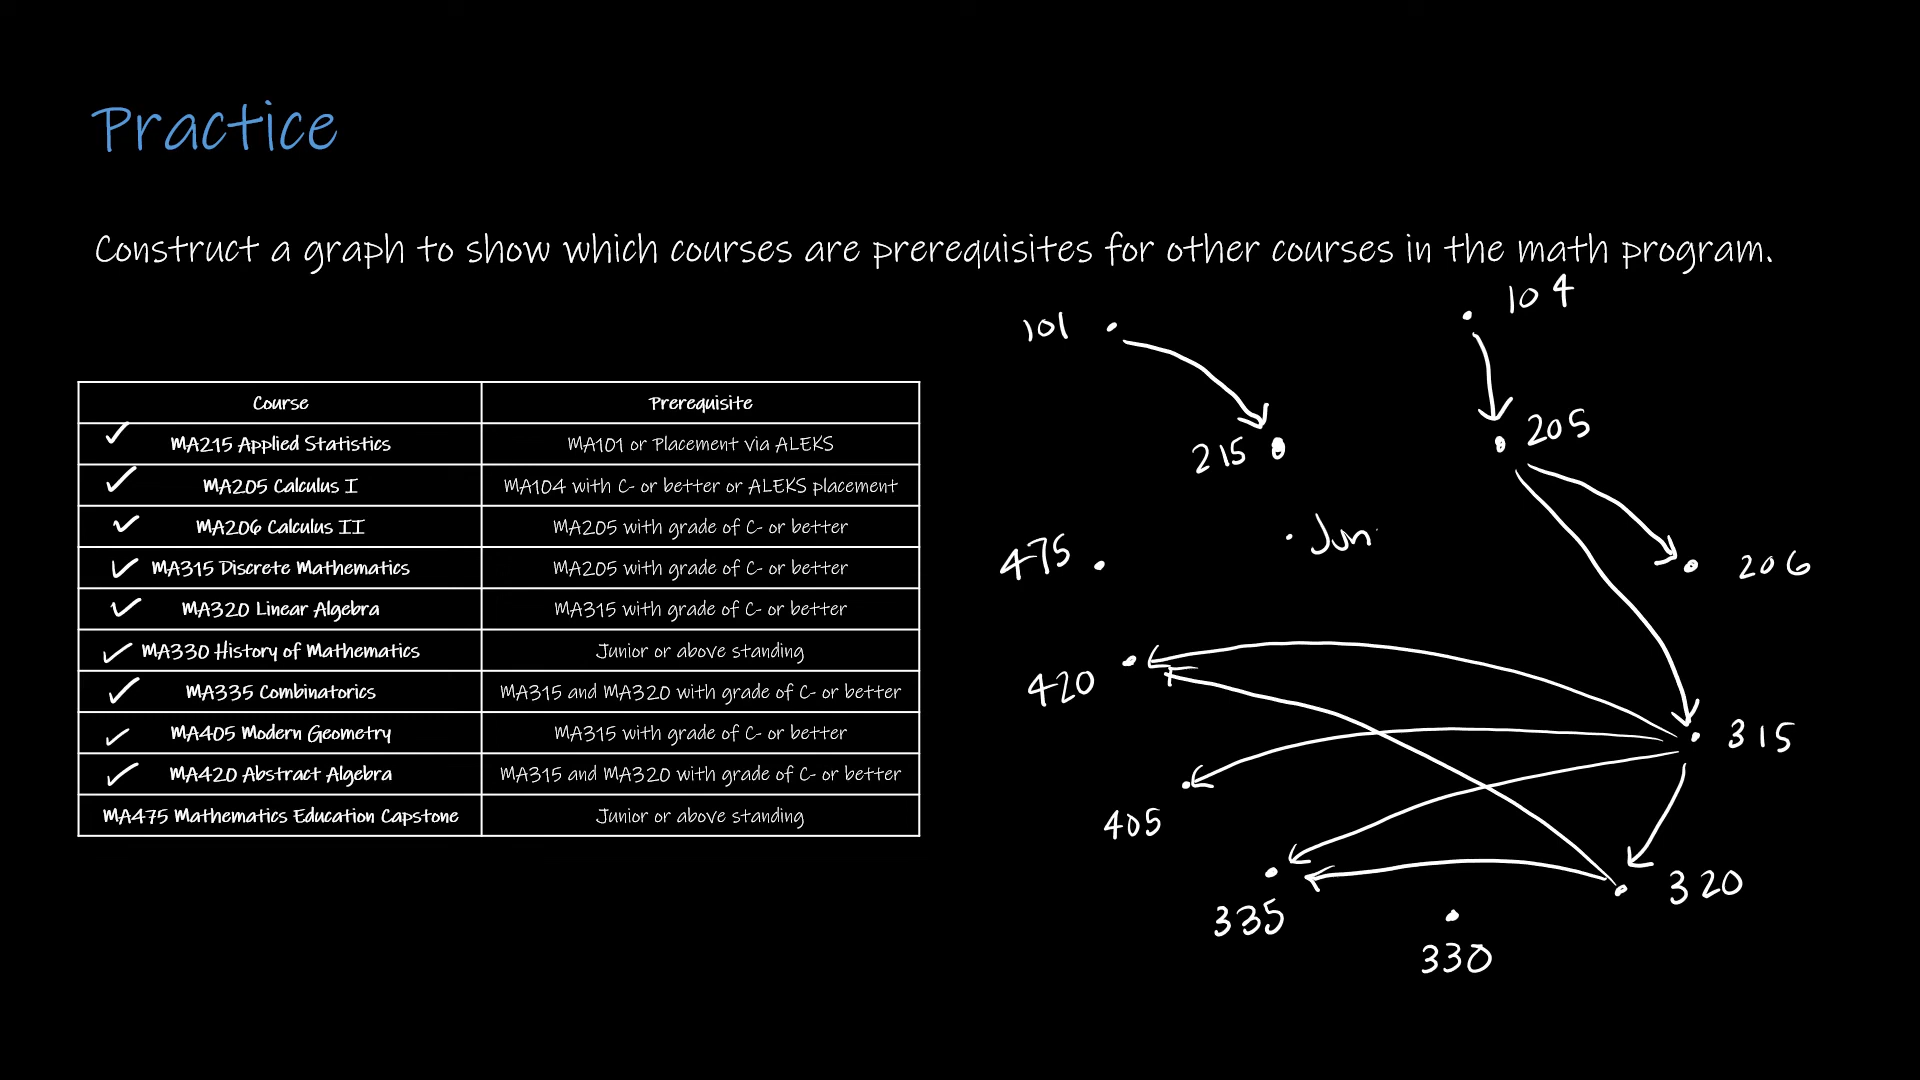 Practice
Construct a graph to show which courses are prerequisites for other courses in the math program.
Course Prerequisite
MA215 Applied Statistics MA101 or Placement via ALEKS
MA205 Calculus I MA104 with C- or better or ALEKS placement
MA206 Calculus II MA205 with grade of C- or better
MA315 Discrete Mathematics MA205 with grade of C- or better
MA320 Linear Algebra MA315 with grade of C- or better
MA330 History of Mathematics Junior or above standing
MA335 Combinatorics MA315 and MA320 with grade of C- or better
MA405 Modern Geometry MA315 with grade of C- or better
MA420 Abstract Algebra MA315 and MA320 with grade of C- or better
MA475 Mathematics Education Capstone Junior or above standing
104
101
205
215
Jun
475
206
420
315
405
320
335
330